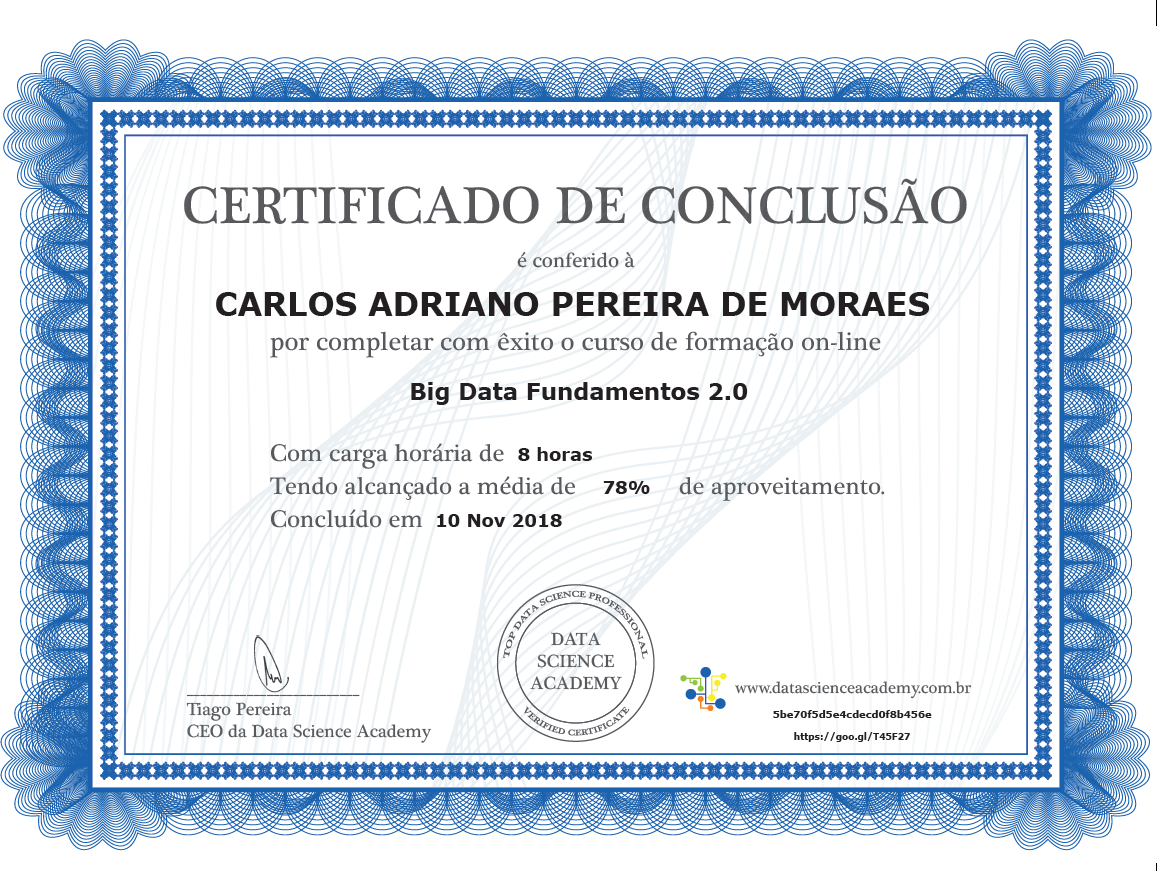 CERTIFICADO DE CONCLUSÃO
é conferido à
CARLOS ADRIANO PEREIRA DE MORAES
por completar com êxito o curso de formação on-line
Big Data Fundamentos 2.0
Com carga horária de 8 horas
Tendo alcançado a média de 78% de aproveitamento.
Concluído em 10 Nov 2018
TOP DATA SCIENCE PROFESSIONAL
DATA
SCIENCE
ACADEMY
VERIFIED CERTIFICATE
Tiago Pereira
CEO da Data Science Academy
www.datascienceacademy.com.br
5be70f5d5e4cdecd0f8b456e
https://goo.gl/T45F27